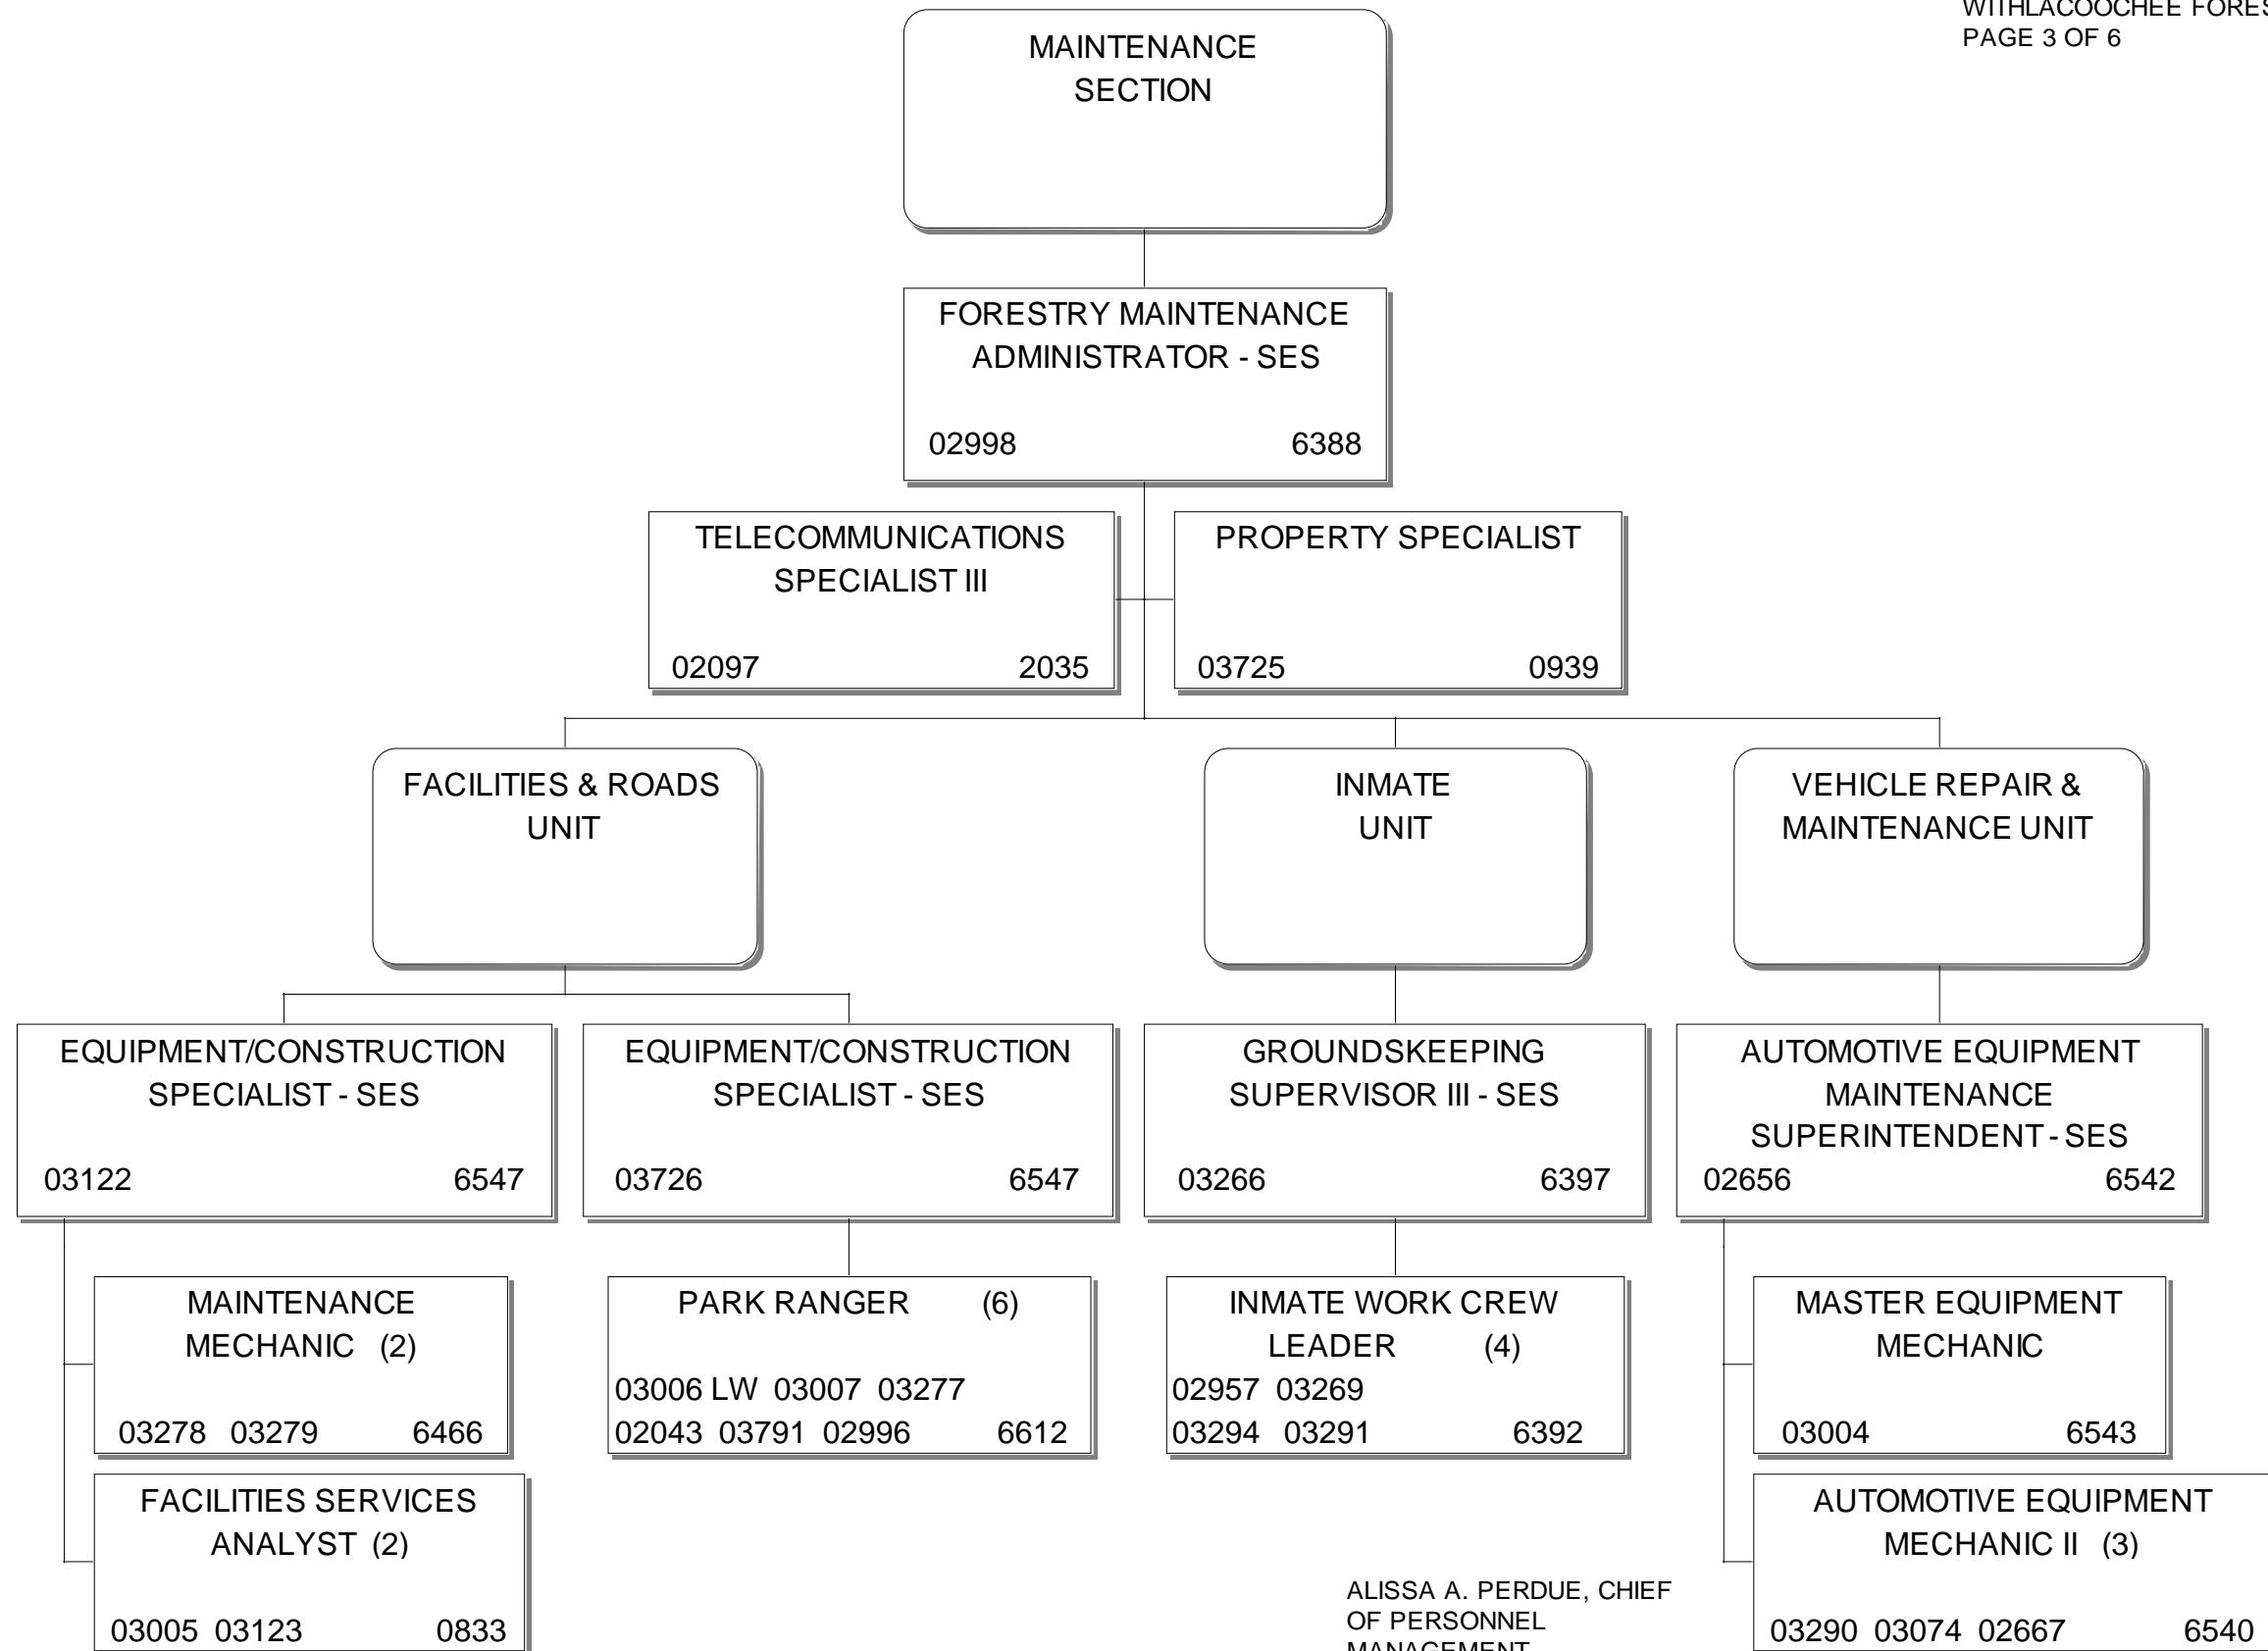 WITHLACOOCHEE FORES
PAGE 3 OF 6
MAINTENANCE
SECTION
FORESTRY MAINTENANCE
ADMINISTRATOR - SES
02998 6388
TELECOMMUNICATIONS
SPECIALIST III
02097 2035
PROPERTY SPECIALIST
03725 0939
FACILITIES & ROADS
UNIT
INMATE
UNIT
VEHICLE REPAIR &
MAINTENANCE UNIT
EQUIPMENT/CONSTRUCTION
SPECIALIST - SES
03122 6547
EQUIPMENT/CONSTRUCTION
SPECIALIST - SES
03726 6547
GROUNDSKEEPING
SUPERVISOR III - SES
03266 6397
AUTOMOTIVE EQUIPMENT
MAINTENANCE
SUPERINTENDENT - SES
02656 6542
MAINTENANCE
MECHANIC (2)
03278 03279 6466
PARK RANGER (6)
03006 LW 03007 03277
02043 03791 02996 6612
INMATE WORK CREW
LEADER (4)
02957 03269
03294 03291 6392
MASTER EQUIPMENT
MECHANIC
03004 6543
FACILITIES SERVICES
ANALYST (2)
03005 03123 0833
AUTOMOTIVE EQUIPMENT
MECHANIC II (3)
03290 03074 02667 6540
ALISSA A. PERDUE, CHIEF
OF PERSONNEL
MANAGEMENT